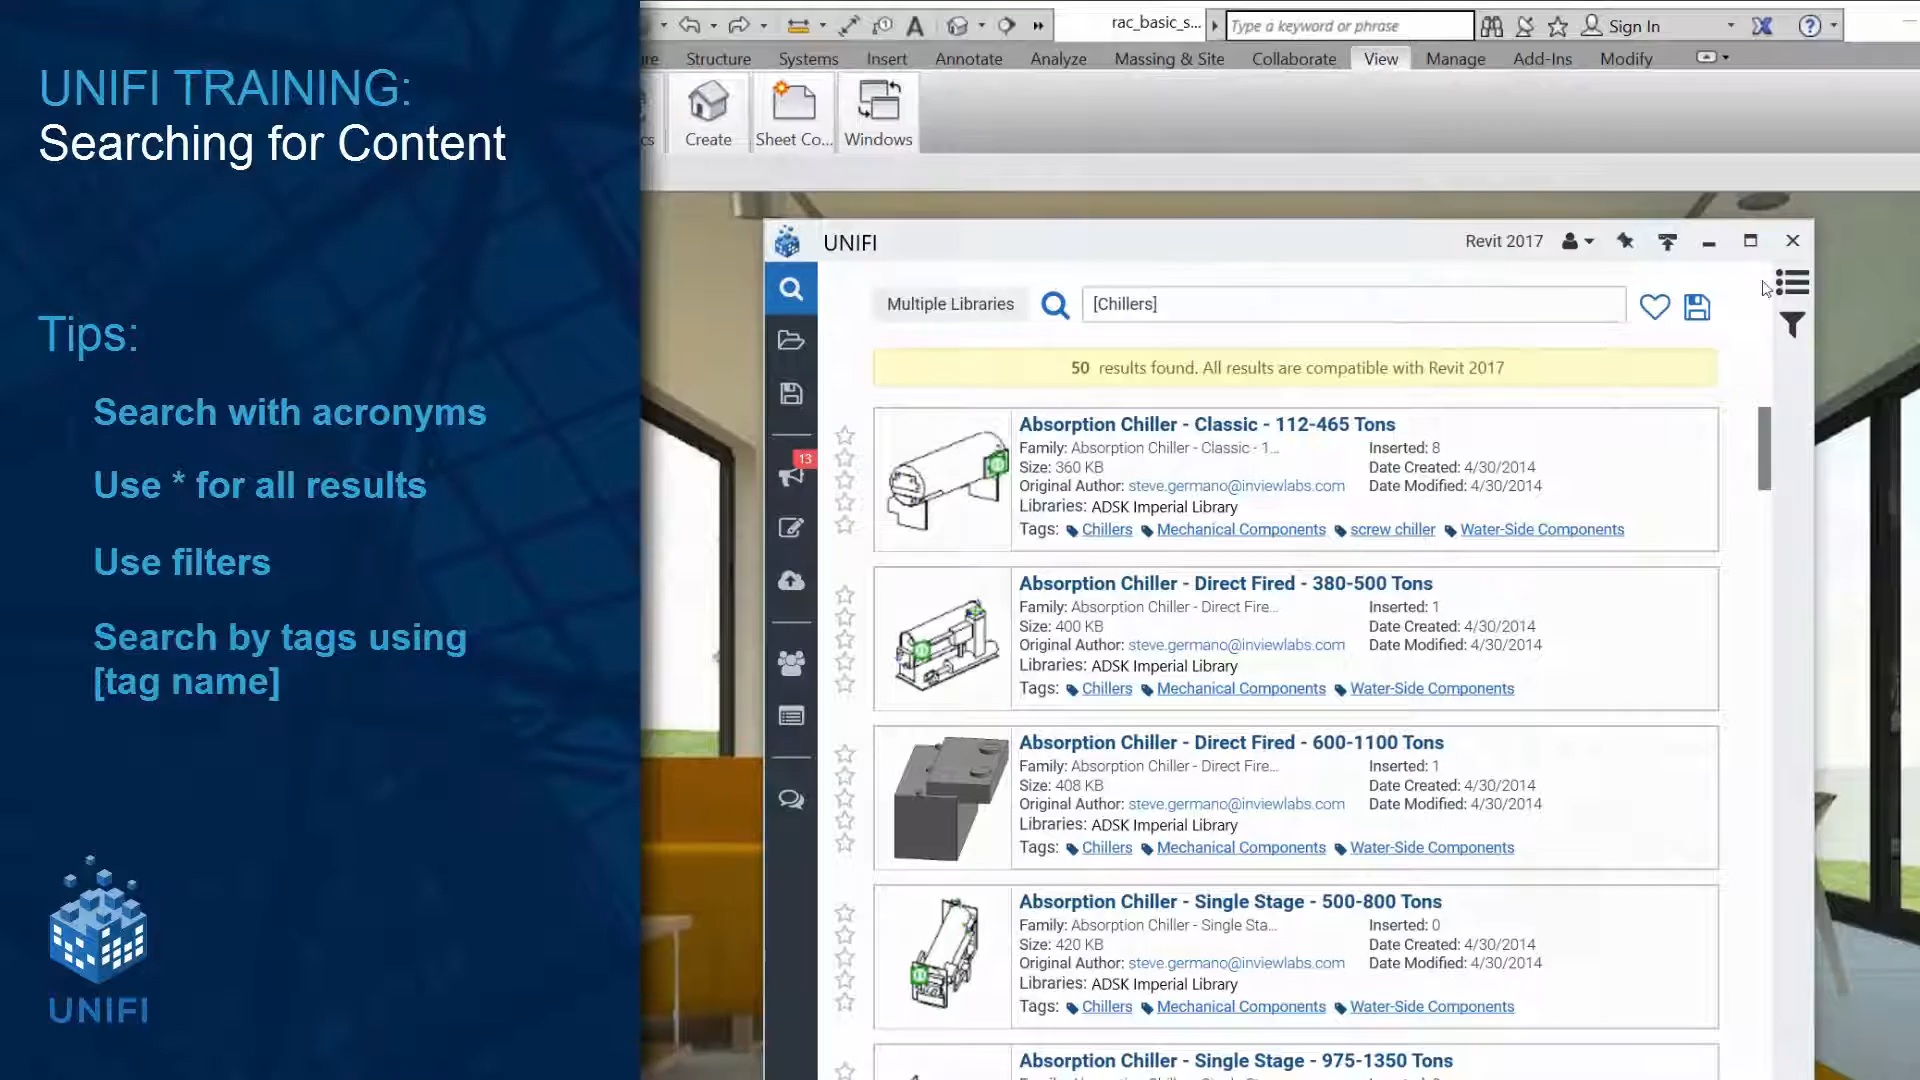 UNIFI TRAINING:
Searching for Content
Tips:
Search with acronyms
Use * for all results
Use filters
Search by tags using
[tag name]
UNIFI
rac_basic_s...
Type a keyword or phrase
Sign In
re Structure Systems Insert Annotate Analyze Massing & Site Collaborate View Manage Add-Ins Modify
cs Create Sheet Co... Windows
UNIFI
Revit 2017
13
Multiple Libraries
[Chillers]
50 results found. All results are compatible with Revit 2017
Absorption Chiller - Classic - 112-465 Tons
Family: Absorption Chiller - Classic - 1... Inserted: 8
Size: 360 KB Date Created: 4/30/2014
Original Author: steve.germano@inviewlabs.com Date Modified: 4/30/2014
Libraries: ADSK Imperial Library
Tags: Chillers Mechanical Components screw chiller Water-Side Components
Absorption Chiller - Direct Fired - 380-500 Tons
Family: Absorption Chiller - Direct Fire... Inserted: 1
Size: 400 KB Date Created: 4/30/2014
Original Author: steve.germano@inviewlabs.com Date Modified: 4/30/2014
Libraries: ADSK Imperial Library
Tags: Chillers Mechanical Components Water-Side Components
Absorption Chiller - Direct Fired - 600-1100 Tons
Family: Absorption Chiller - Direct Fire... Inserted: 1
Size: 408 KB Date Created: 4/30/2014
Original Author: steve.germano@inviewlabs.com Date Modified: 4/30/2014
Libraries: ADSK Imperial Library
Tags: Chillers Mechanical Components Water-Side Components
Absorption Chiller - Single Stage - 500-800 Tons
Family: Absorption Chiller - Single Sta... Inserted: 0
Size: 420 KB Date Created: 4/30/2014
Original Author: steve.germano@inviewlabs.com Date Modified: 4/30/2014
Libraries: ADSK Imperial Library
Tags: Chillers Mechanical Components Water-Side Components
Absorption Chiller - Single Stage - 975-1350 Tons